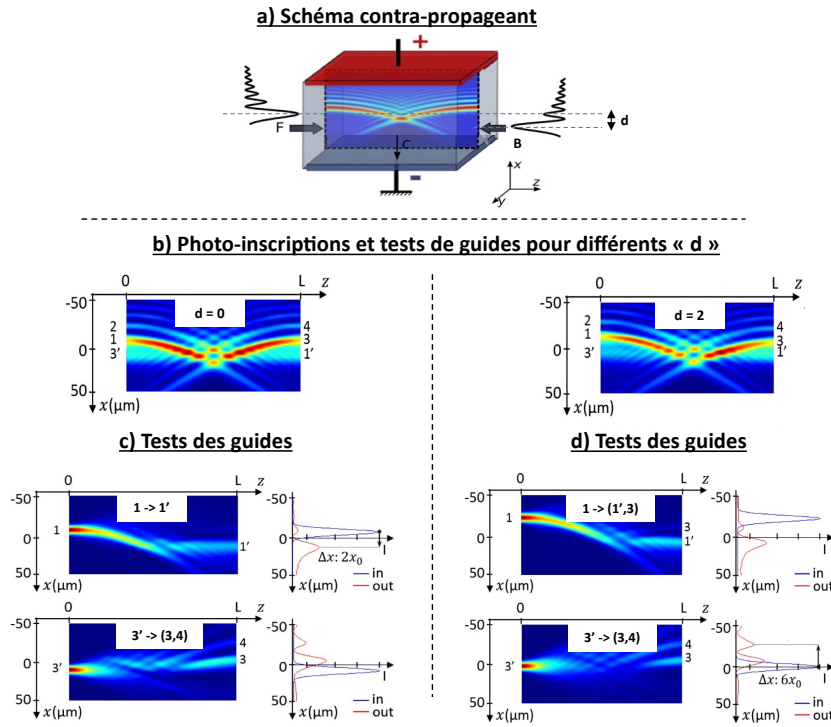 a) Schéma contra-propageant
+
d
F
B
C
-
x
z
y
b) Photo-inscriptions et tests de guides pour différents « d »
0 L z
-50
d = 0
2 4
1 3
0 3' 1'
50
x(μm)
0 L z
-50
d = 2
2 4
1 3
0 3' 1'
50
x(μm)
c) Tests des guides
0 L z
-50 -50
1 -> 1'
1
0 1' 0 I
Δx: 2x₀
50 50
x(μm) x(μm)
in
out
0 L z
-50 -50
3' -> (3,4)
4
3
0 3' 0 I
50 50
x(μm) x(μm)
in
out
d) Tests des guides
0 L z
-50 -50
1 -> (1',3)
1
3
0 1' 0 I
50 50
x(μm) x(μm)
in
out
0 L z
-50 -50
3' -> (3,4)
4
3
0 3' 0 I
Δx: 6x₀
50 50
x(μm) x(μm)
in
out